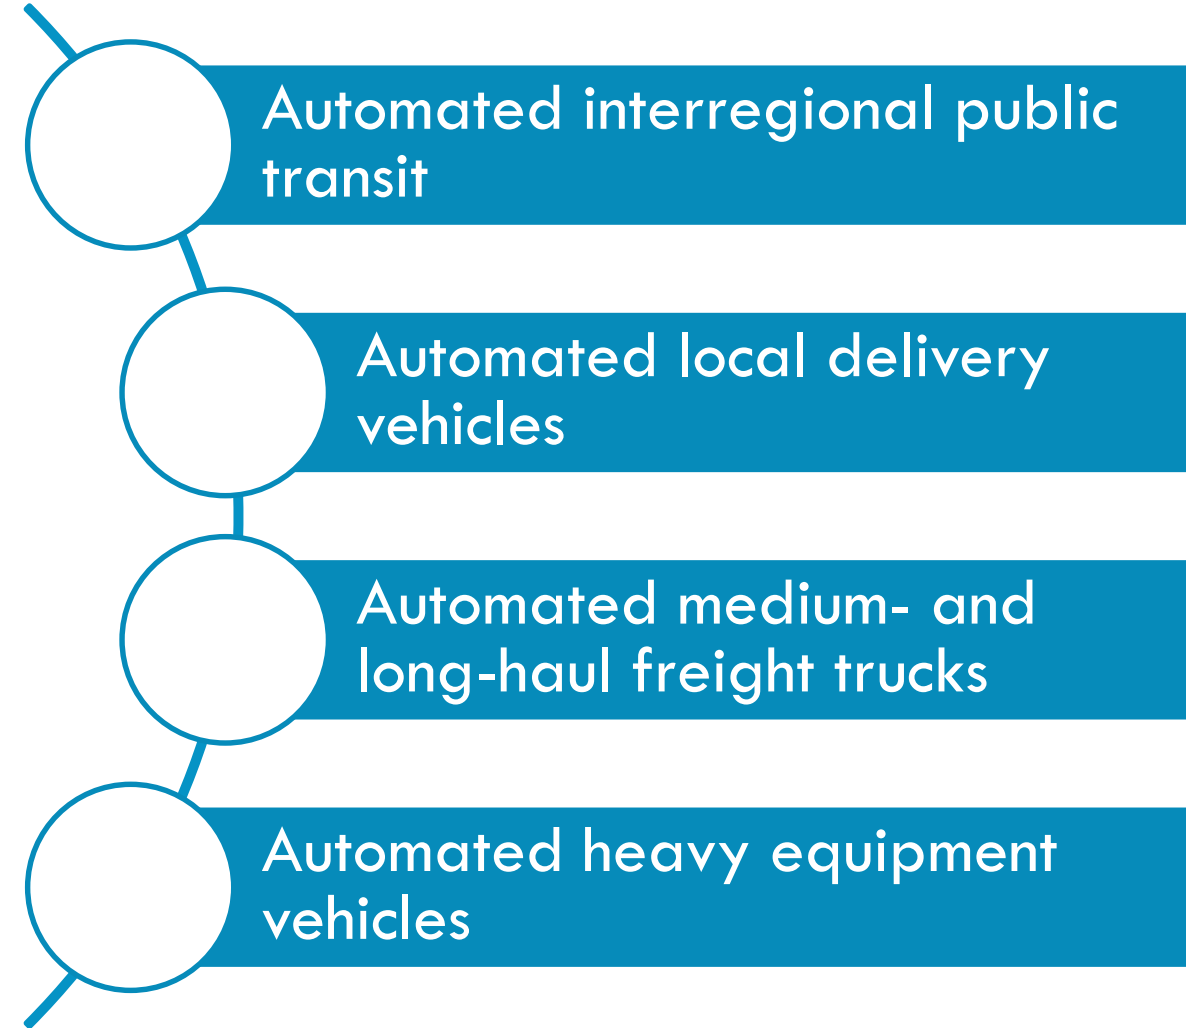 Automated interregional public
transit
Automated local delivery
vehicles
Automated medium- and
long-haul freight trucks
Automated heavy equipment
vehicles